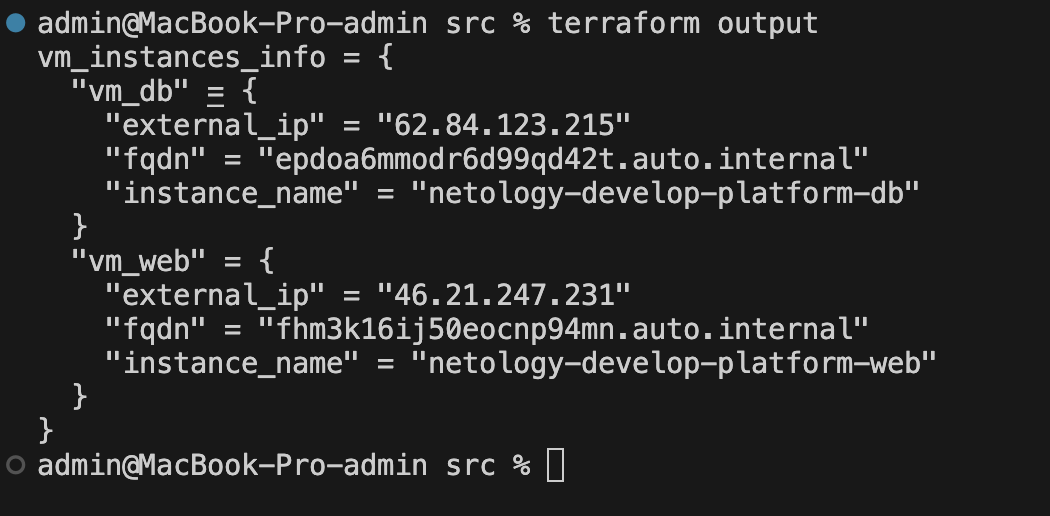 admin@MacBook-Pro-admin src % terraform output
vm_instances_info = {
  "vm_db" = {
    "external_ip" = "62.84.123.215"
    "fqdn" = "epdoa6mmodr6d99qd42t.auto.internal"
    "instance_name" = "netology-develop-platform-db"
  }
  "vm_web" = {
    "external_ip" = "46.21.247.231"
    "fqdn" = "fhm3k16ij50eocnp94mn.auto.internal"
    "instance_name" = "netology-develop-platform-web"
  }
}
admin@MacBook-Pro-admin src %